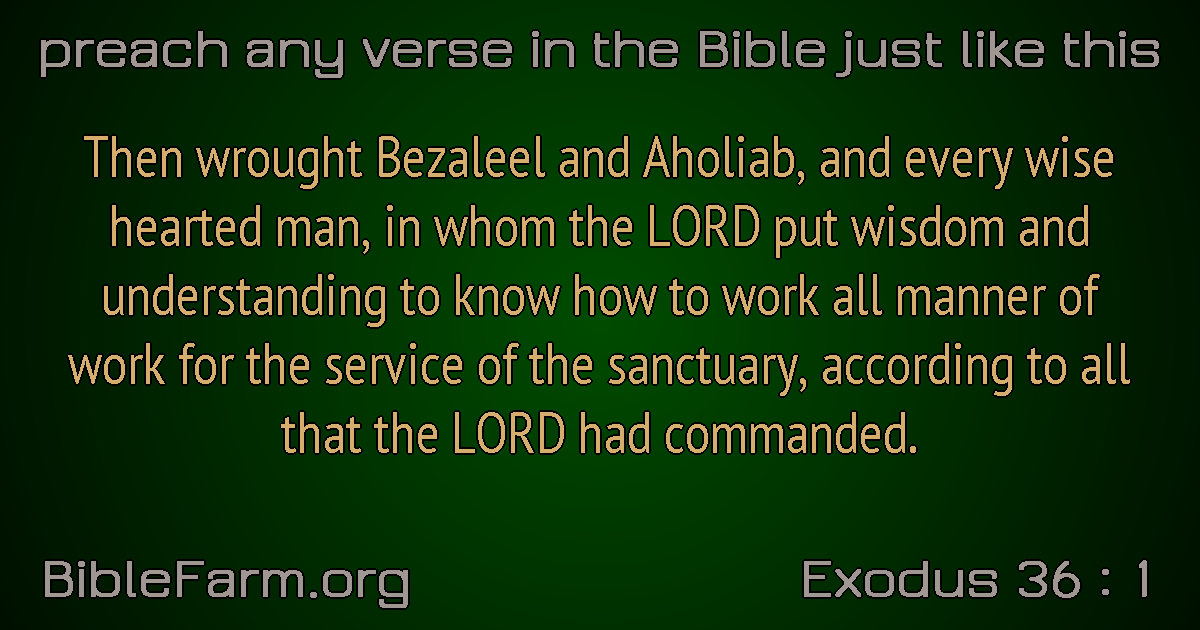 preach any verse in the Bible just like this
Then wrought Bezaleel and Aholiab, and every wise
hearted man, in whom the LORD put wisdom and
understanding to know how to work all manner of
work for the service of the sanctuary, according to all
that the LORD had commanded.
BibleFarm.org
Exodus 36 : 1